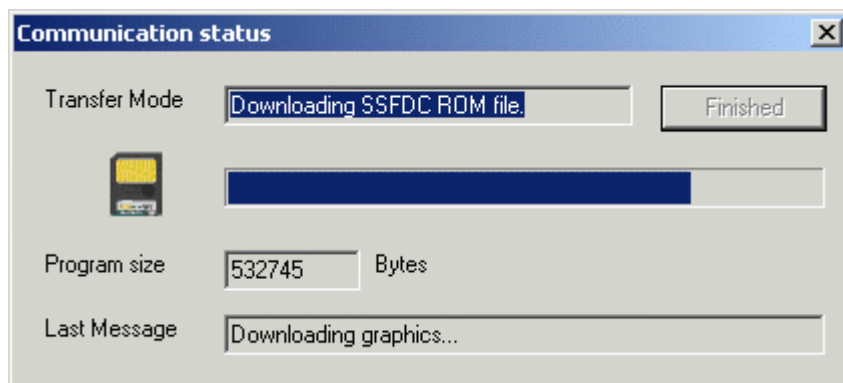 Communication status
Transfer Mode
Downloading SSFDC ROM file.
Finished
Program size
532745
Bytes
Last Message
Downloading graphics...